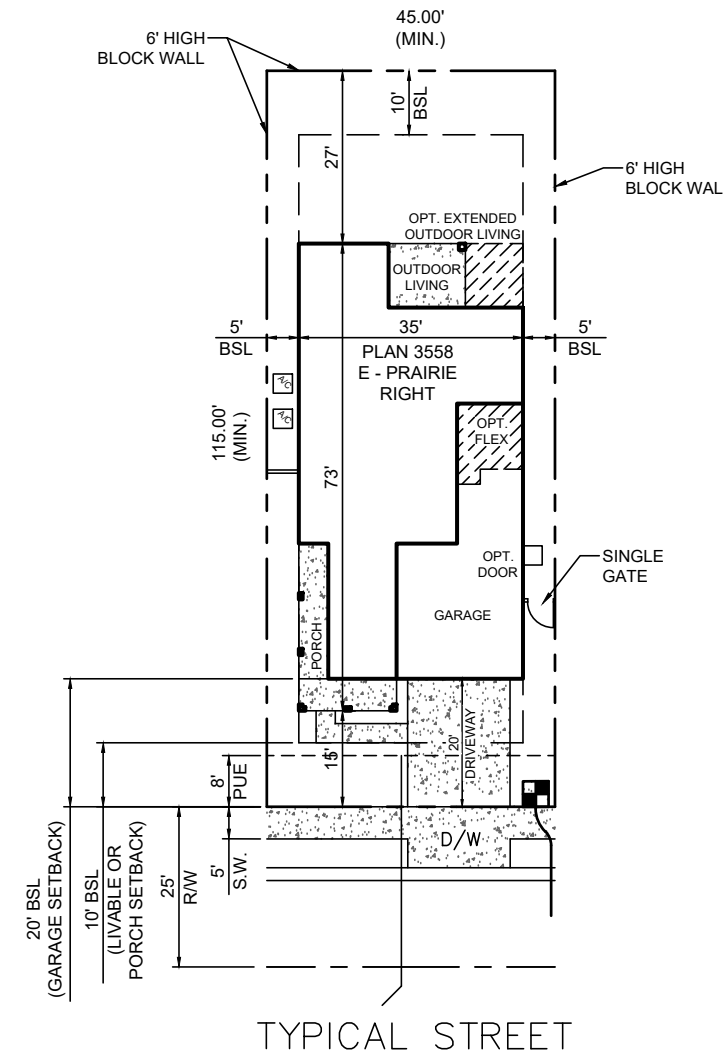 45.00'
(MIN.)
6' HIGH
BLOCK WALL
10'
BSL
27'
6' HIGH
BLOCK WAL
OPT. EXTENDED
OUTDOOR LIVING
OUTDOOR
LIVING
5'
BSL
35'
5'
BSL
PLAN 3558
E - PRAIRIE
RIGHT
A/C
A/C
115.00'
(MIN.)
OPT.
FLEX
73'
OPT.
DOOR
SINGLE
GATE
GARAGE
PORCH
20'
DRIVEWAY
15'
8'
PUE
D/W
5'
S.W.
25'
R/W
10' BSL
(LIVABLE OR
PORCH SETBACK)
20' BSL
(GARAGE SETBACK)
TYPICAL STREET